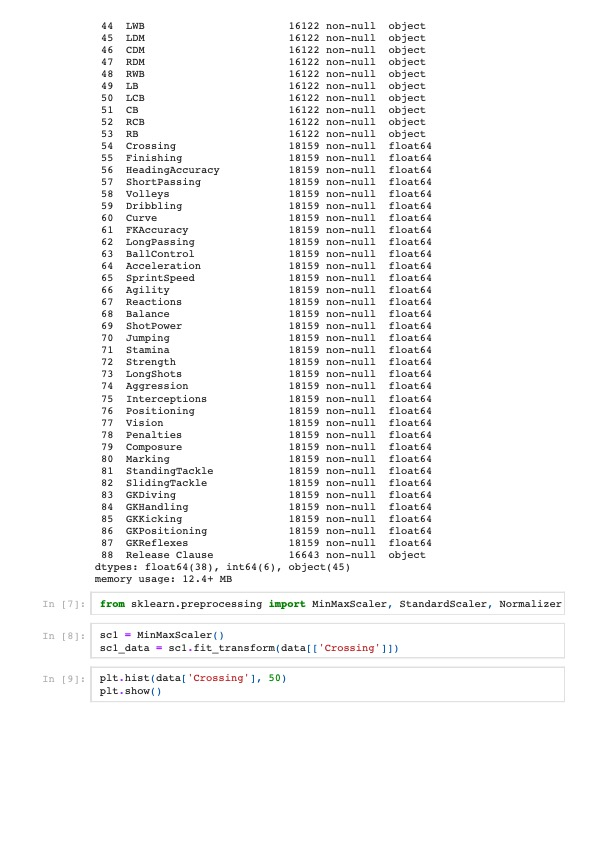 44 LWB 16122 non-null object
45 LDM 16122 non-null object
46 CDM 16122 non-null object
47 RDM 16122 non-null object
48 RWB 16122 non-null object
49 LB 16122 non-null object
50 LCB 16122 non-null object
51 CB 16122 non-null object
52 RCB 16122 non-null object
53 RB 16122 non-null object
54 Crossing 18159 non-null float64
55 Finishing 18159 non-null float64
56 HeadingAccuracy 18159 non-null float64
57 ShortPassing 18159 non-null float64
58 Volleys 18159 non-null float64
59 Dribbling 18159 non-null float64
60 Curve 18159 non-null float64
61 FKAccuracy 18159 non-null float64
62 LongPassing 18159 non-null float64
63 BallControl 18159 non-null float64
64 Acceleration 18159 non-null float64
65 SprintSpeed 18159 non-null float64
66 Agility 18159 non-null float64
67 Reactions 18159 non-null float64
68 Balance 18159 non-null float64
69 ShotPower 18159 non-null float64
70 Jumping 18159 non-null float64
71 Stamina 18159 non-null float64
72 Strength 18159 non-null float64
73 LongShots 18159 non-null float64
74 Aggression 18159 non-null float64
75 Interceptions 18159 non-null float64
76 Positioning 18159 non-null float64
77 Vision 18159 non-null float64
78 Penalties 18159 non-null float64
79 Composure 18159 non-null float64
80 Marking 18159 non-null float64
81 StandingTackle 18159 non-null float64
82 SlidingTackle 18159 non-null float64
83 GKDiving 18159 non-null float64
84 GKHandling 18159 non-null float64
85 GKKicking 18159 non-null float64
86 GKPositioning 18159 non-null float64
87 GKReflexes 18159 non-null float64
88 Release Clause 16643 non-null object
dtypes: float64(38), int64(6), object(45)
memory usage: 12.4+ MB
In [7]: from sklearn.preprocessing import MinMaxScaler, StandardScaler, Normalizer
In [8]: sc1 = MinMaxScaler()
sc1_data = sc1.fit_transform(data[['Crossing']])
In [9]: plt.hist(data['Crossing'], 50)
plt.show()